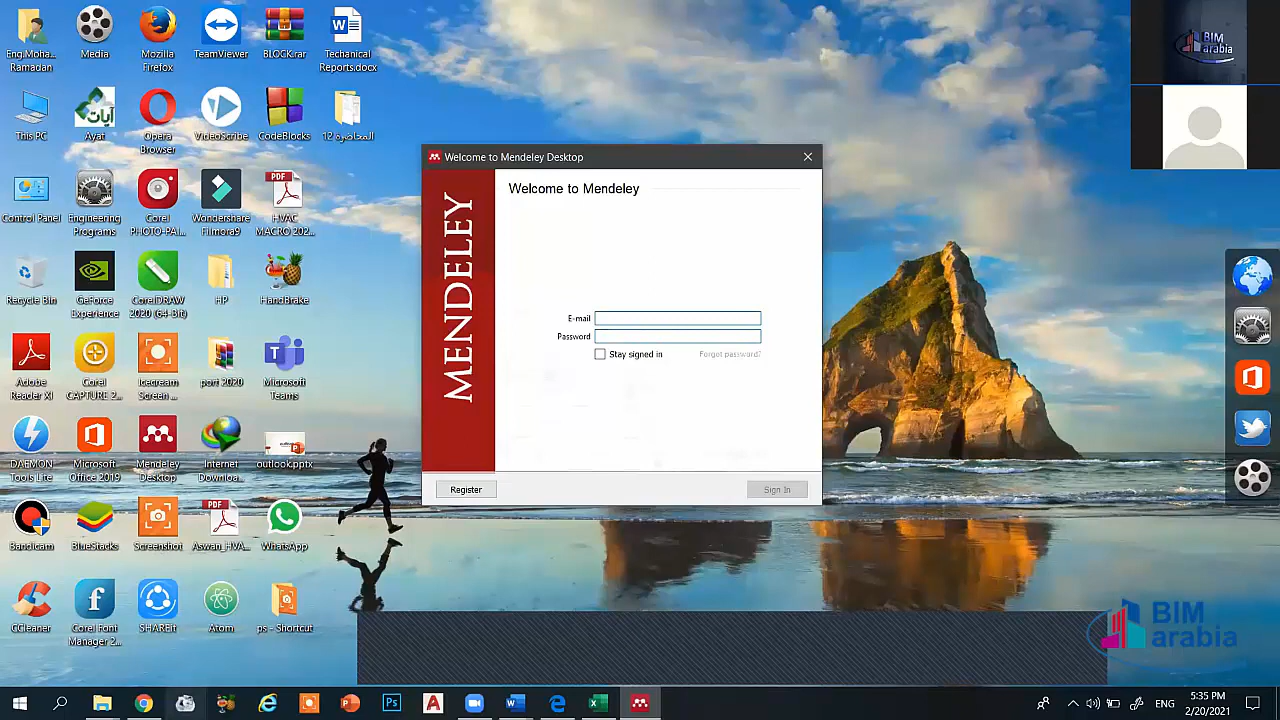 Eng.Moha...
Ramadan
Media
Mozilla
Firefox
TeamViewer
BLOCK.rar
Techanical
Reports.docx
This PC
Ayat
Opera
Browser
VideoScribe
CodeBlocks
المحاضرة 12
Control Panel
Engineering
Programs
Corel
PHOTO-PAI...
Wondershare
Filmora9
PDF
HVAC
MACRO 202...
Recycle Bin
GeForce
Experience
CorelDRAW
2020 (64-Bit)
HP
HandBrake
Adobe
Reader XI
Corel
CAPTURE 2...
Icecream
Screen ...
port 2020
Microsoft
Teams
DAEMON
Tools Lite
Microsoft
Office 2019
Mendeley
Desktop
Internet
Downloa...
outlook.pptx
Bandicam
BlueStacks
Screenshot
PDF
Aswan_HVA...
WhatsApp
CCleaner
Corel Font
Manager 2...
SHAREit
Atom
ps - Shortcut
Welcome to Mendeley Desktop
MENDELEY
Welcome to Mendeley
E-mail
Password
Stay signed in
Forgot password?
Register
Sign In
BIM
arabia
BIM
arabia
ENG
5:35 PM
2/20/2021